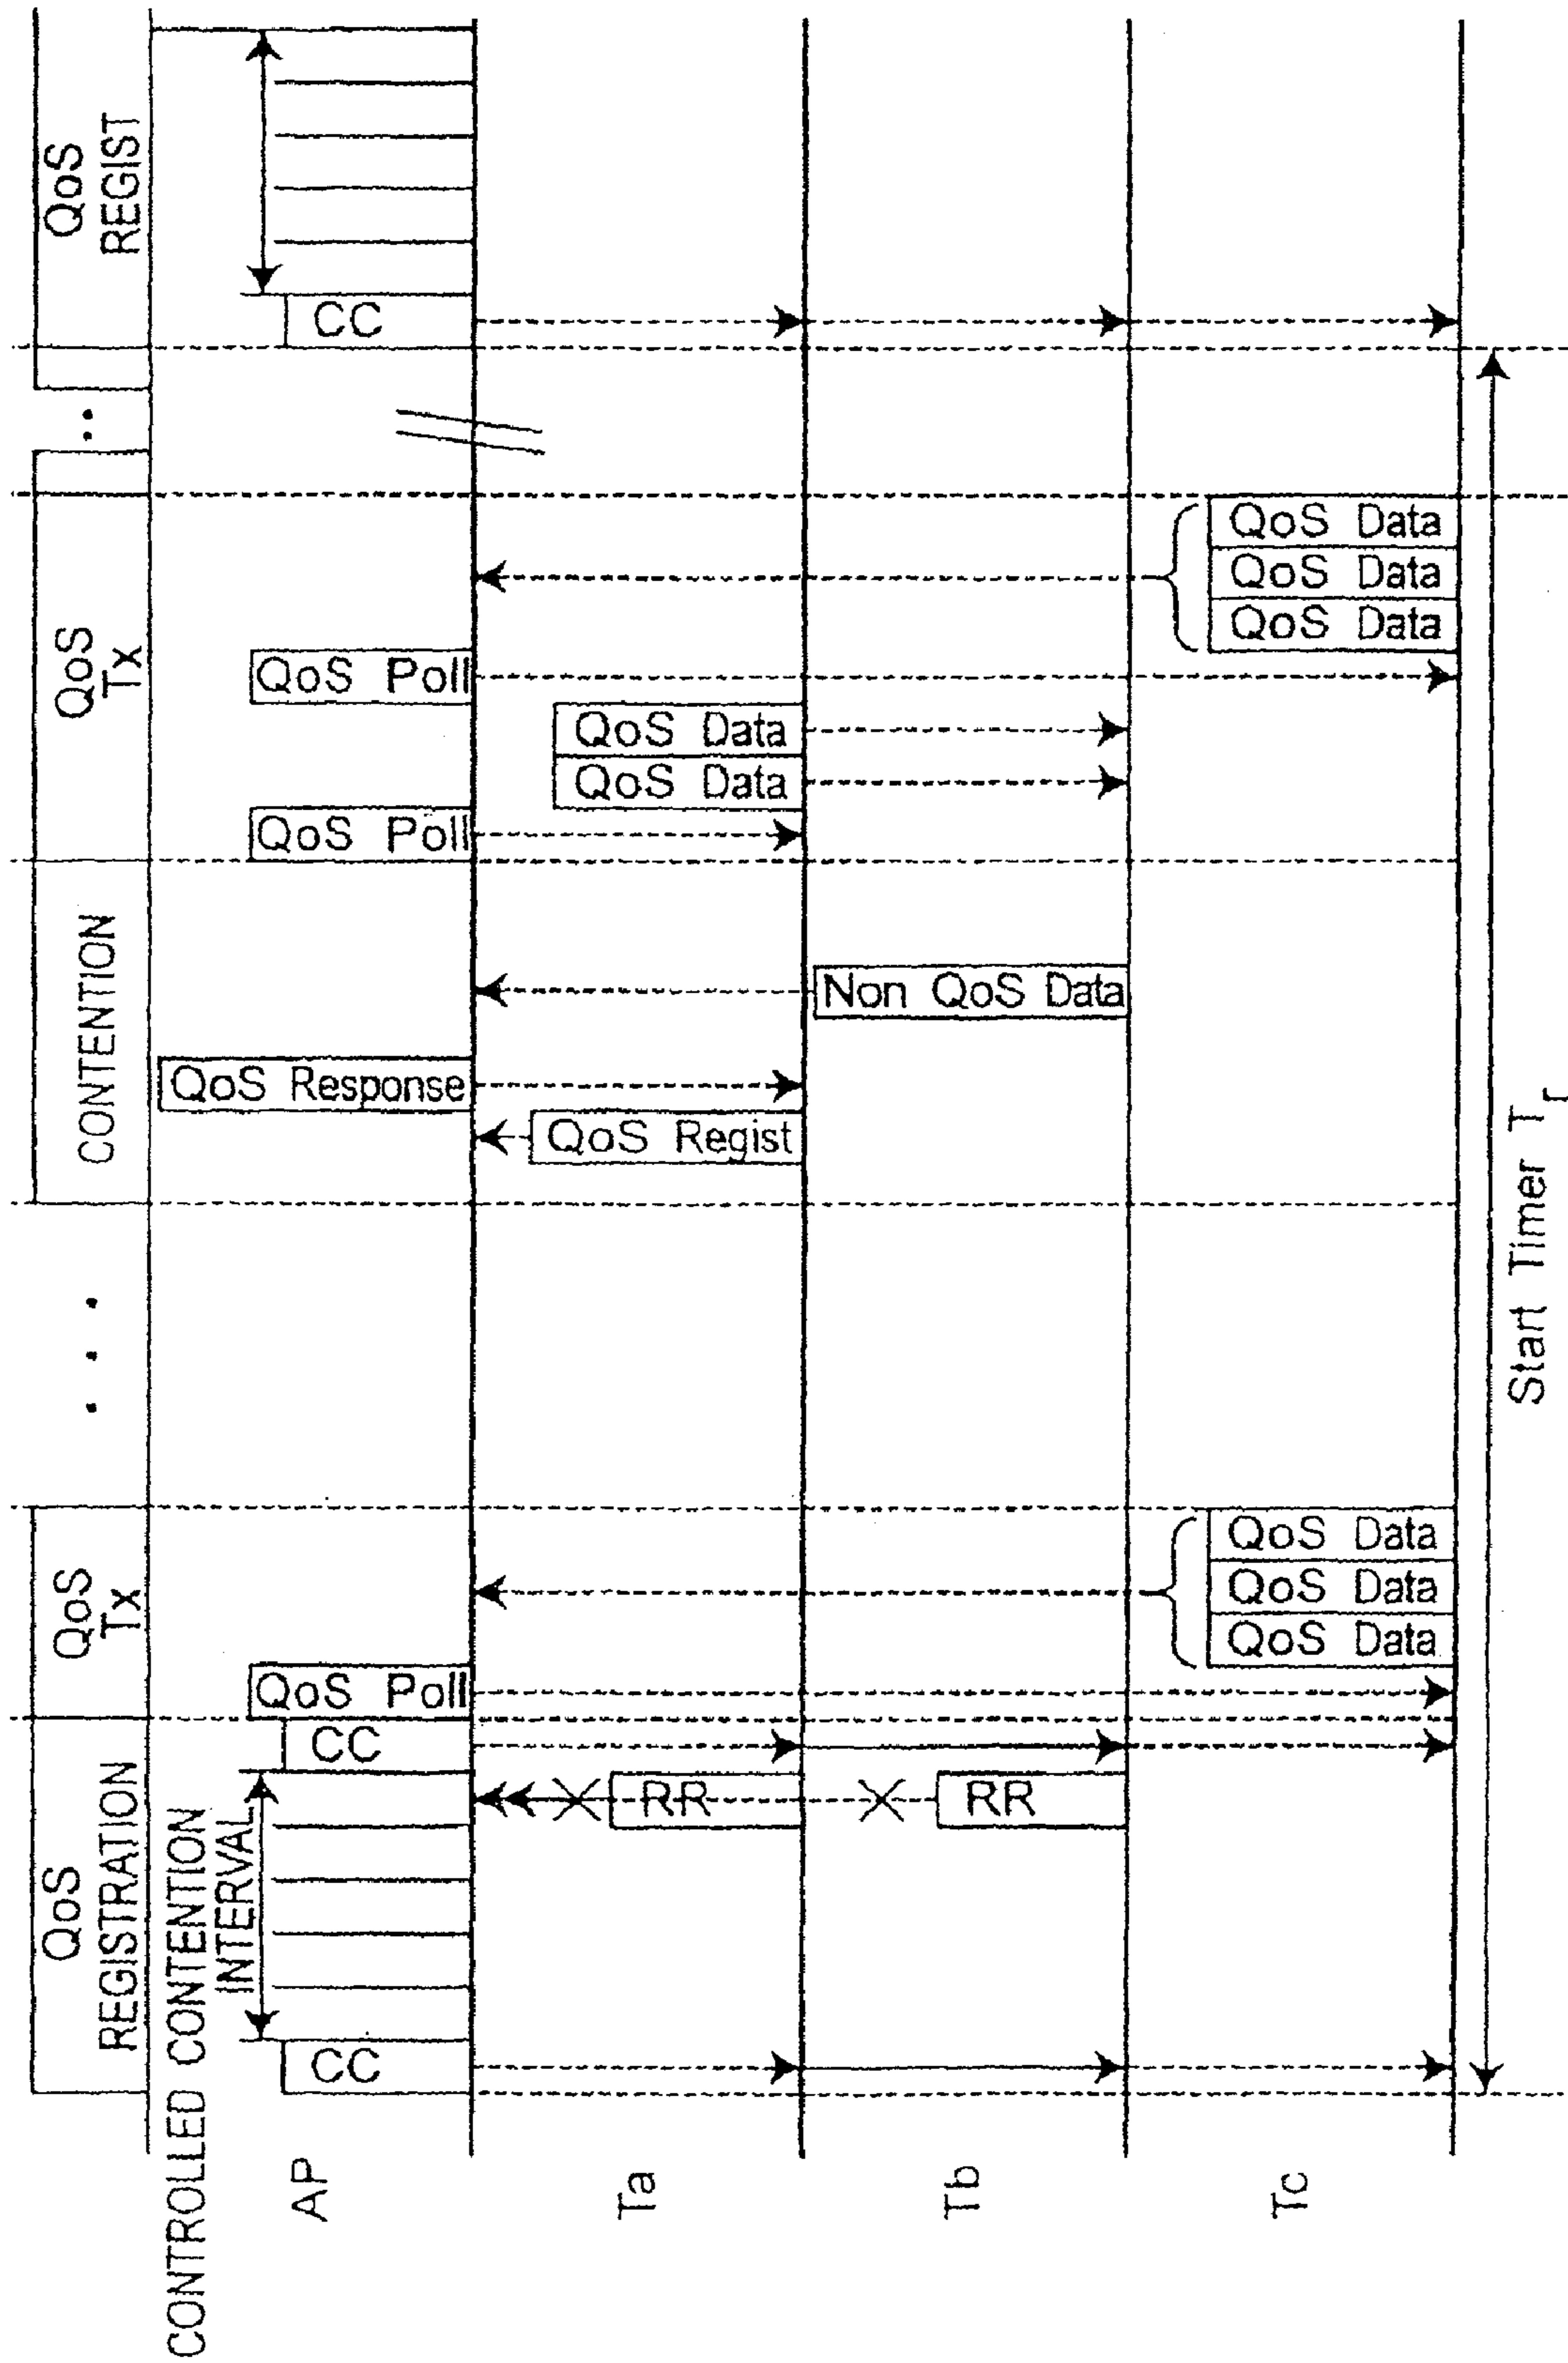 QoS
REGISTRATION
QoS
Tx
. . .
CONTENTION
QoS
Tx
..
QoS
REGIST
CONTROLLED CONTENTION
INTERVAL
AP
CC
CC
QoS Poll
QoS Response
QoS Poll
QoS Poll
CC
Ta
RR
QoS Regist
QoS Data
QoS Data
Tb
RR
Non QoS Data
Tc
QoS Data
QoS Data
QoS Data
QoS Data
QoS Data
QoS Data
Start Timer Tr